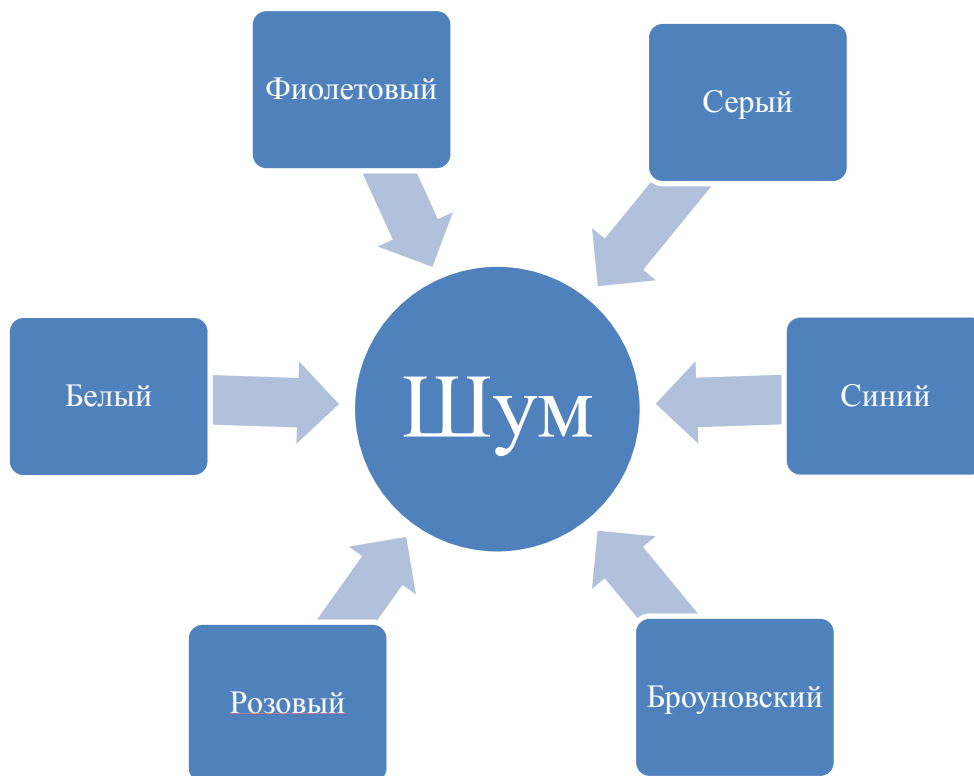 Фиолетовый
Серый
Белый
Шум
Синий
Розовый
Броуновский